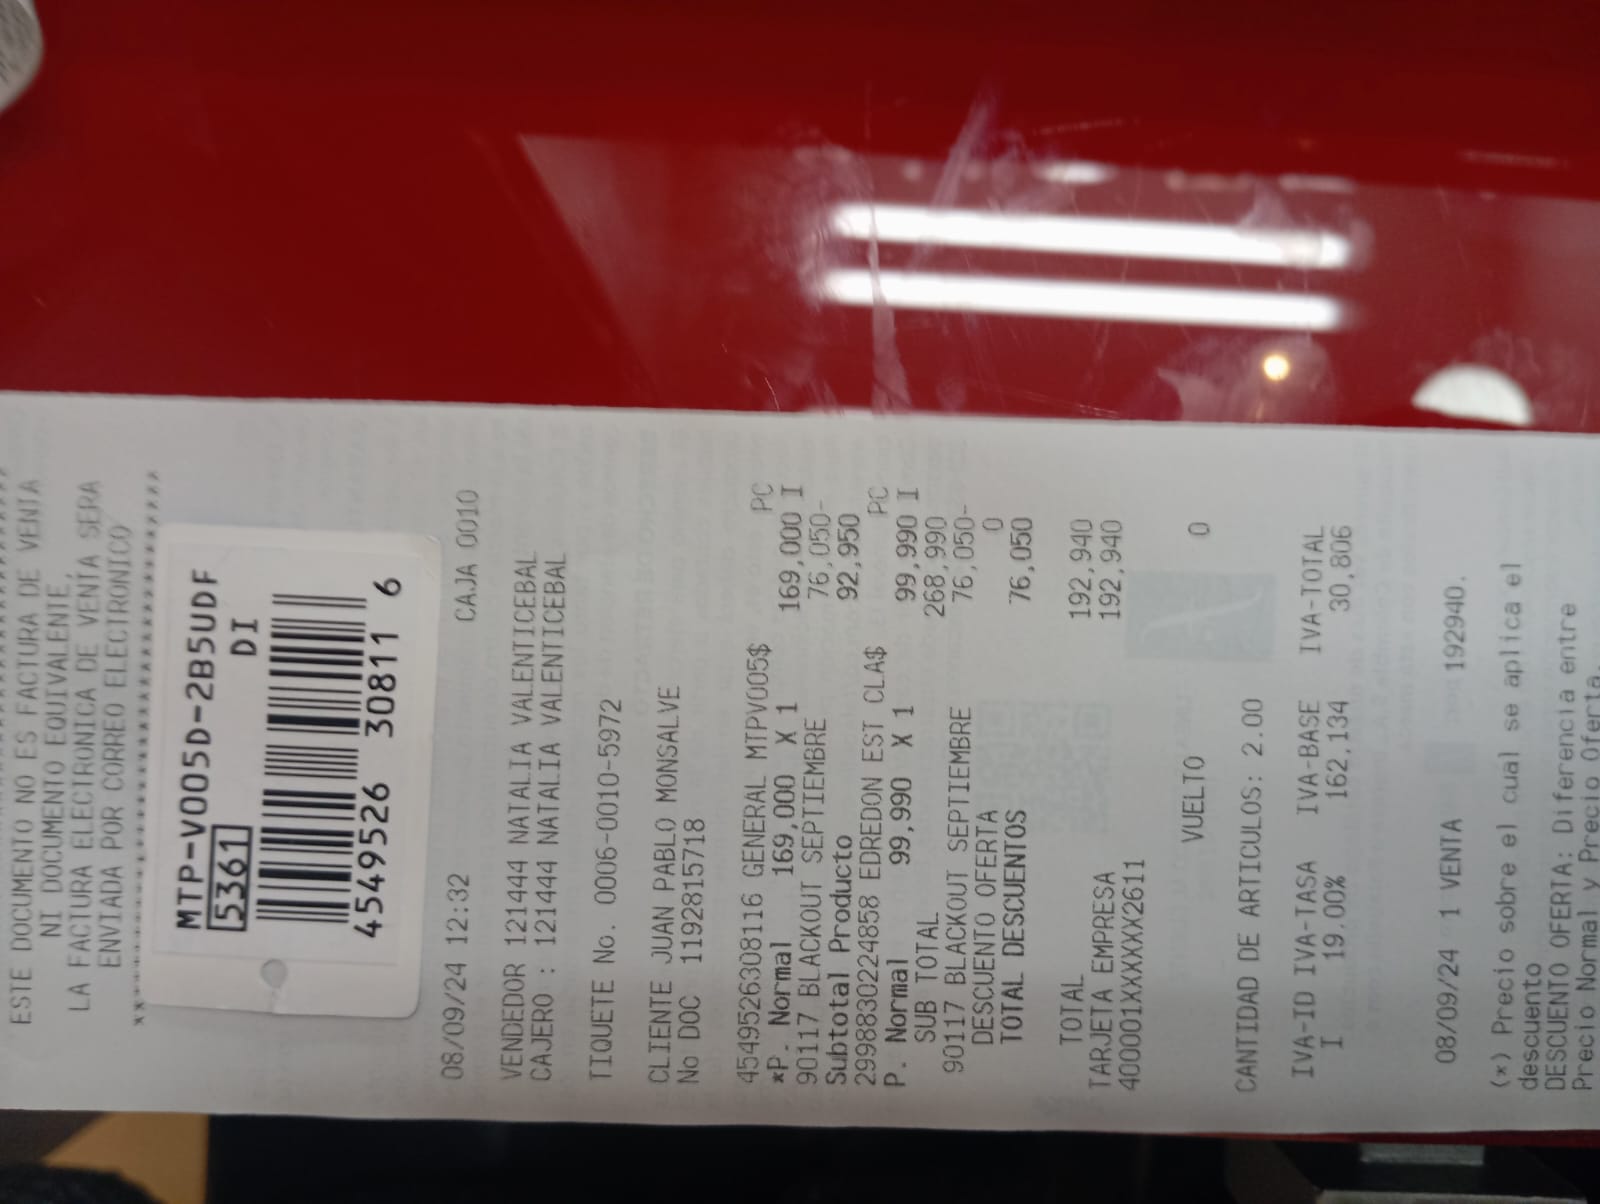 ESTE DOCUMENTO NO ES FACTURA DE VENTA
NI DOCUMENTO EQUIVALENTE,
LA FACTURA ELECTRONICA DE VENTA SERA
ENVIADA POR CORREO ELECTRONICO
MTP-V005D-2B5UDF
5361 DI
4549526 308116
08/09/24 12:32 CAJA 0010
VENDEDOR 121444 NATALIA VALENTICEBAL
CAJERO : 121444 NATALIA VALENTICEBAL
TIQUETE No. 0006-0010-5972
CLIENTE JUAN PABLO MONSALVE
No DOC 1192815718
4549526308116 GENERAL MTPV005$ PC
*P. Normal 169,000 X 1 169,000 I
90117 BLACKOUT SEPTIEMBRE 76,050-
Subtotal Producto 92,950
2998830224858 EDREDON EST CLA$ PC
P. Normal 99,990 X 1 99,990 I
SUB TOTAL 268,990
90117 BLACKOUT SEPTIEMBRE 76,050-
DESCUENTO OFERTA 0
TOTAL DESCUENTOS 76,050
TOTAL 192,940
TARJETA EMPRESA 192,940
400001XXXXXXX2611
VUELTO 0
CANTIDAD DE ARTICULOS: 2.00
IVA-ID IVA-TASA IVA-BASE IVA-TOTAL
I 19.00% 162,134 30,806
08/09/24 1 VENTA 192940.
(*) Precio sobre el cual se aplica el
descuento
DESCUENTO OFERTA: Diferencia entre
Precio Normal y Precio Oferta.